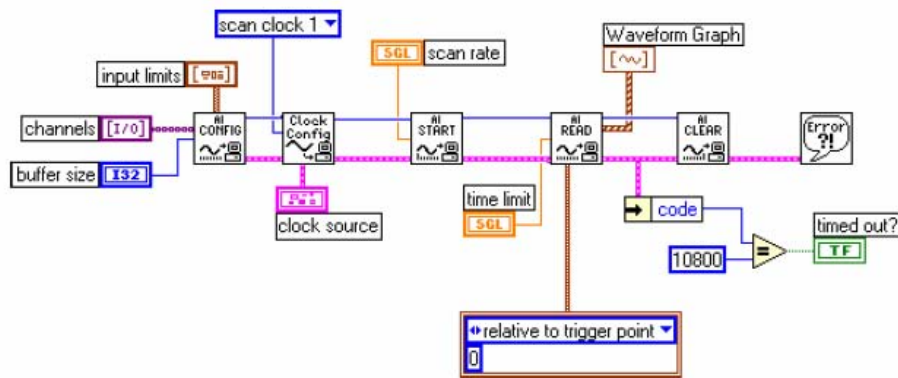 scan clock 1
Waveform Graph
SGL
scan rate
input limits
channels
[I/O]
AI
CONFIG
Clock
Config
AI
START
AI
READ
AI
CLEAR
Error
?!
buffer size
I32
clock source
time limit
SGL
code
timed out?
TF
10800
=
relative to trigger point
0